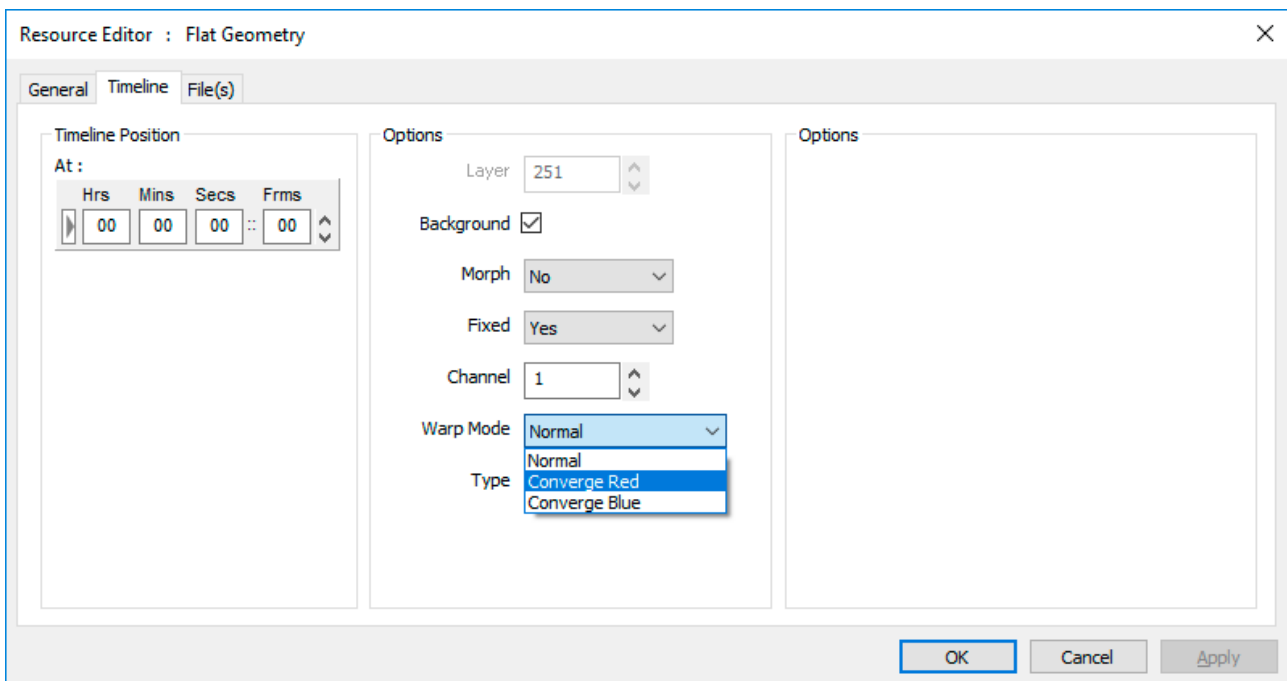 Resource Editor : Flat Geometry
General Timeline File(s)
Timeline Position
At :
Hrs Mins Secs Frms
00 00 00 :: 00
Options
Layer 251
Background
Morph No
Fixed Yes
Channel 1
Warp Mode Normal
Normal
Type Converge Red
Converge Blue
Options
OK Cancel Apply